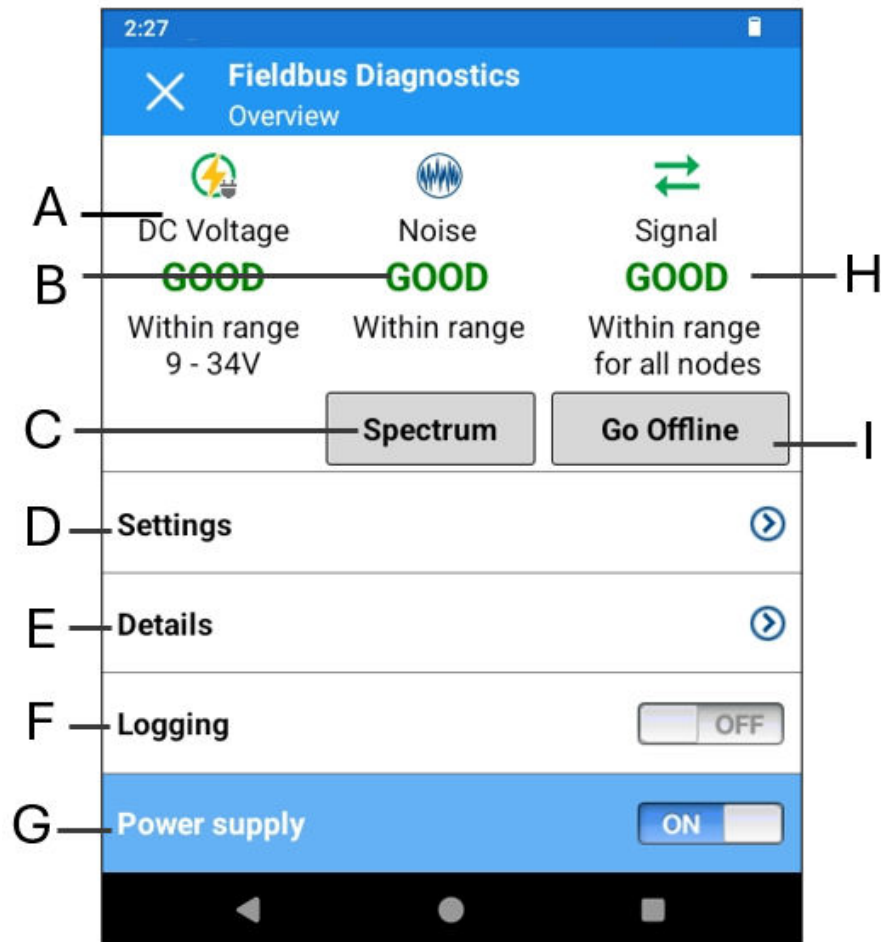 2:27
Fieldbus Diagnostics
Overview
A
DC Voltage
Noise
Signal
B
GOOD
GOOD
GOOD
H
Within range
9 - 34V
Within range
Within range
for all nodes
C
Spectrum
Go Offline
I
D
Settings
E
Details
F
Logging
OFF
G
Power supply
ON